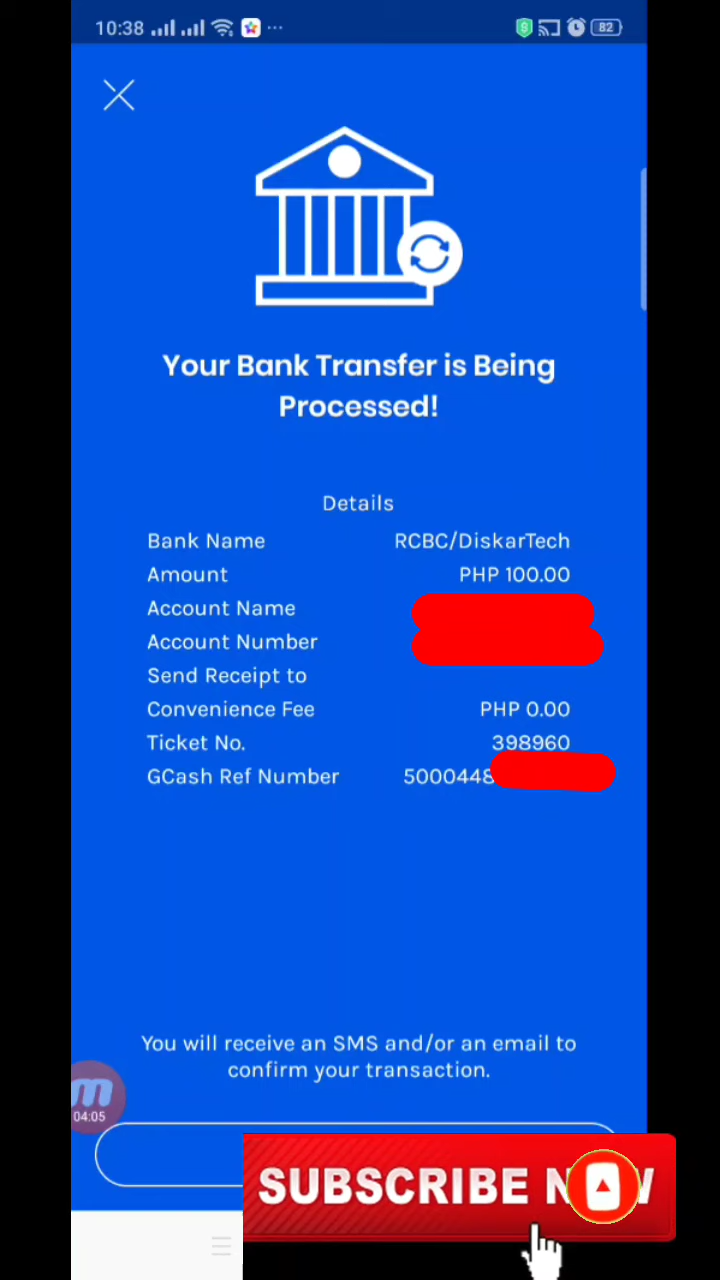 10:38
82
Your Bank Transfer is Being
Processed!
Details
Bank Name RCBC/DiskarTech
Amount PHP 100.00
Account Name
Account Number
Send Receipt to
Convenience Fee PHP 0.00
Ticket No. 398960
GCash Ref Number 5000448
You will receive an SMS and/or an email to
confirm your transaction.
m
04:05
SUBSCRIBE NOW